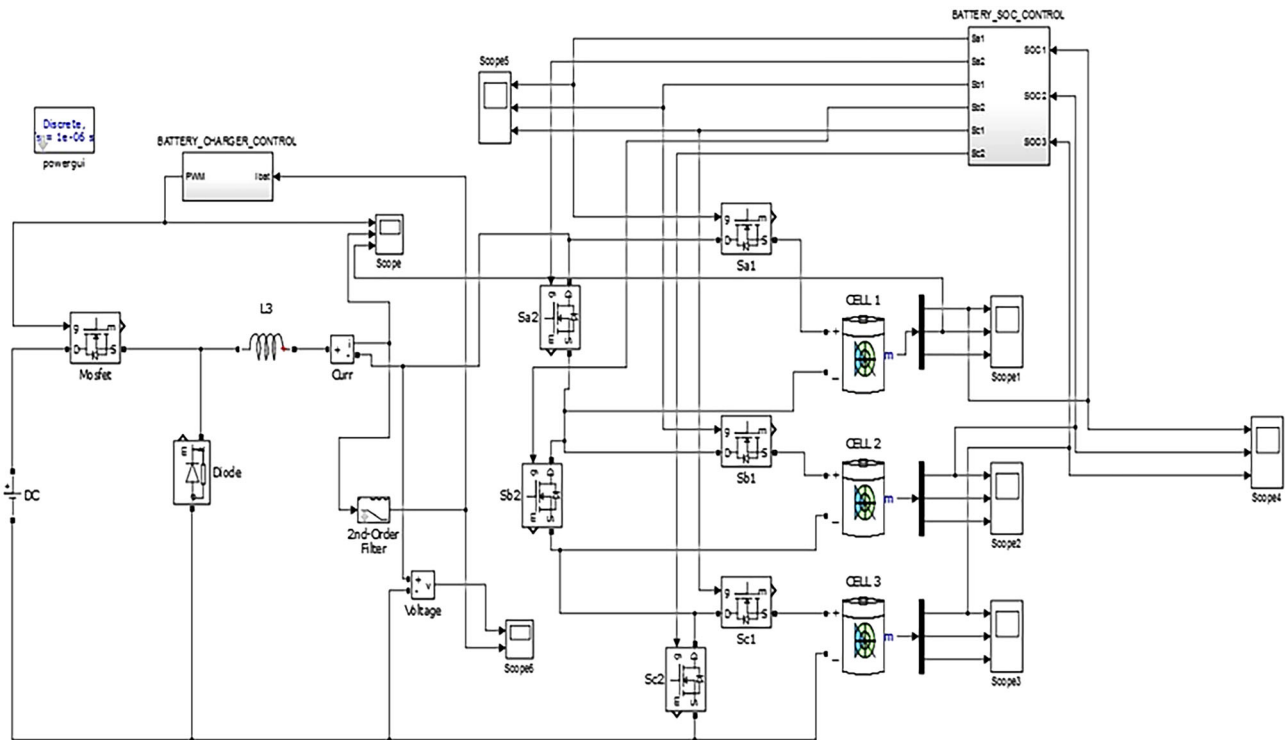 BATTERY_SOC_CONTROL
Sa1
Sa2
Sb1
Sb2
Sc1
Sc2
SOC1
SOC2
SOC3
Scope5
Discrete,
s = 1e-06 s
powergui
BATTERY_CHARGER_CONTROL
PWM
Ibat
Scope
g
m
D
S
Sa1
Sa2
g
D
S
m
L3
g
m
D
S
Mosfet
+
i
-
Curr
CELL 1
+
_
m
Scope1
g
m
D
S
Sb1
Sb2
g
D
S
m
CELL 2
+
_
m
Scope2
Scope4
m
Diode
+
DC
2nd-Order
Filter
+
-
v
Voltage
Scope6
g
m
D
S
Sc1
Sc2
g
D
S
m
CELL 3
+
_
m
Scope3